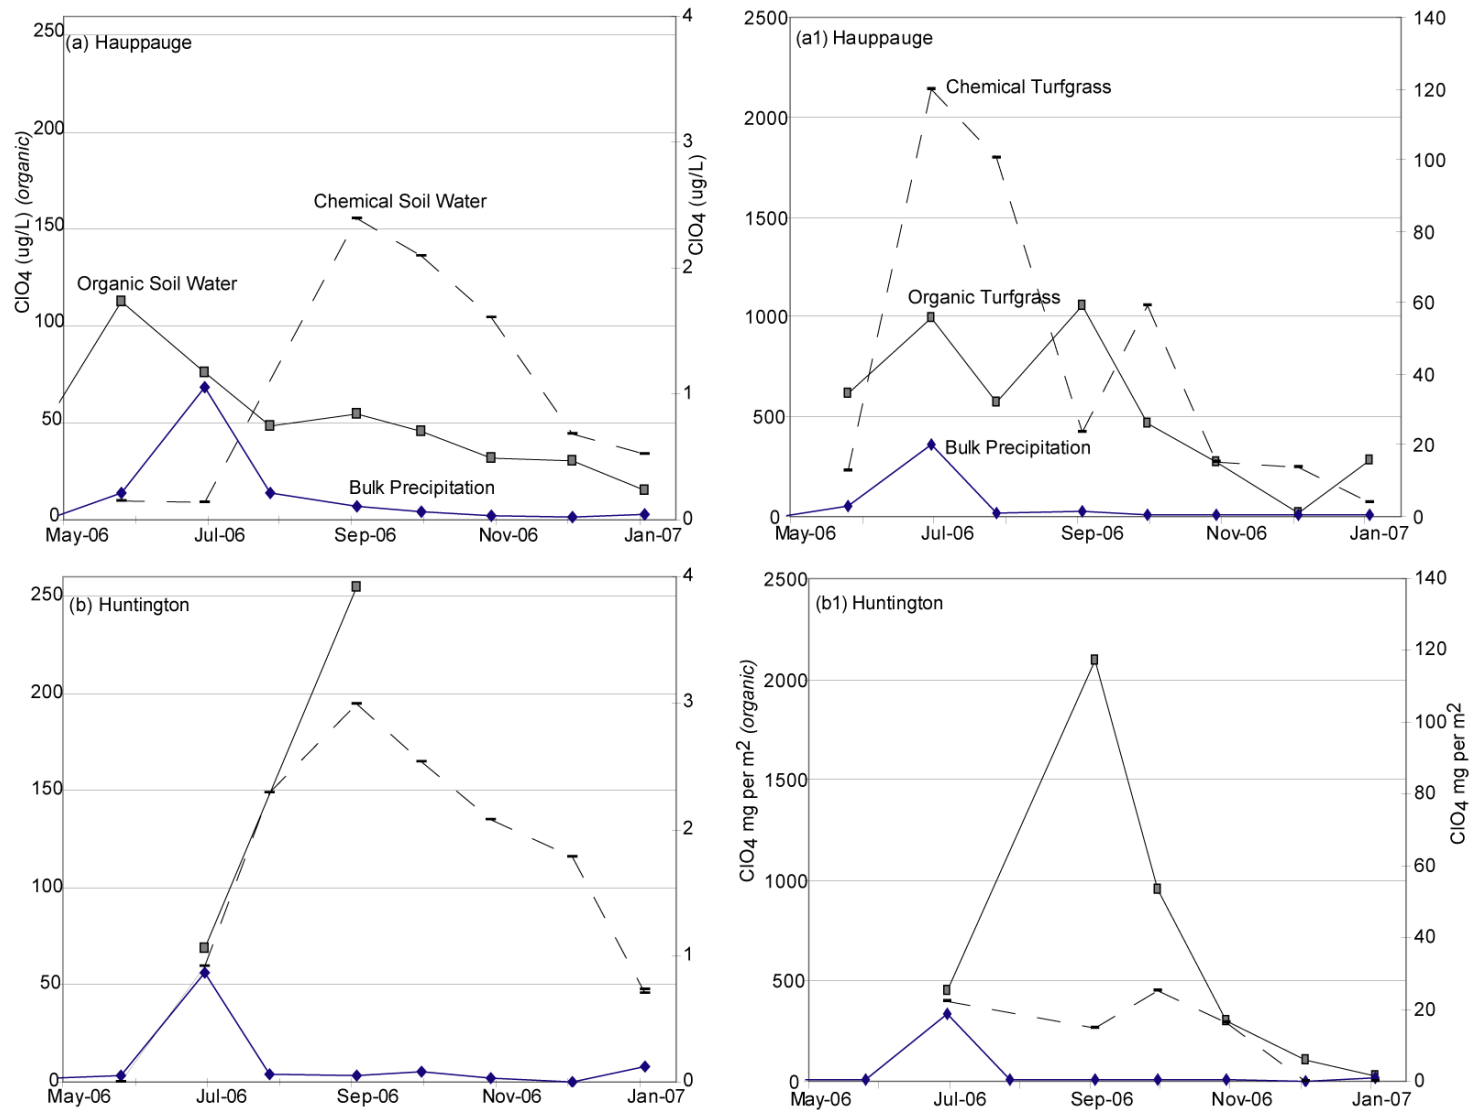 (a) Hauppauge
250
200
150
100
50
0
4
3
2
1
0
ClO4 (ug/L) (organic)
ClO4 (ug/L)
Chemical Soil Water
Organic Soil Water
Bulk Precipitation
May-06 Jul-06 Sep-06 Nov-06 Jan-07
(a1) Hauppauge
2500
2000
1500
1000
500
0
140
120
100
80
60
40
20
0
Chemical Turfgrass
Organic Turfgrass
Bulk Precipitation
May-06 Jul-06 Sep-06 Nov-06 Jan-07
(b) Huntington
250
200
150
100
50
0
4
3
2
1
0
May-06 Jul-06 Sep-06 Nov-06 Jan-07
(b1) Huntington
2500
2000
1500
1000
500
0
140
120
100
80
60
40
20
0
ClO4 mg per m2 (organic)
ClO4 mg per m2
May-06 Jul-06 Sep-06 Nov-06 Jan-07